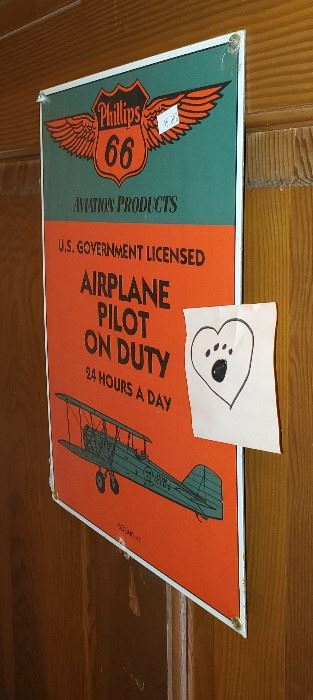 Phillips
66
AVIATION PRODUCTS
U.S. GOVERNMENT LICENSED
AIRPLANE
PILOT
ON DUTY
24 HOURS A DAY